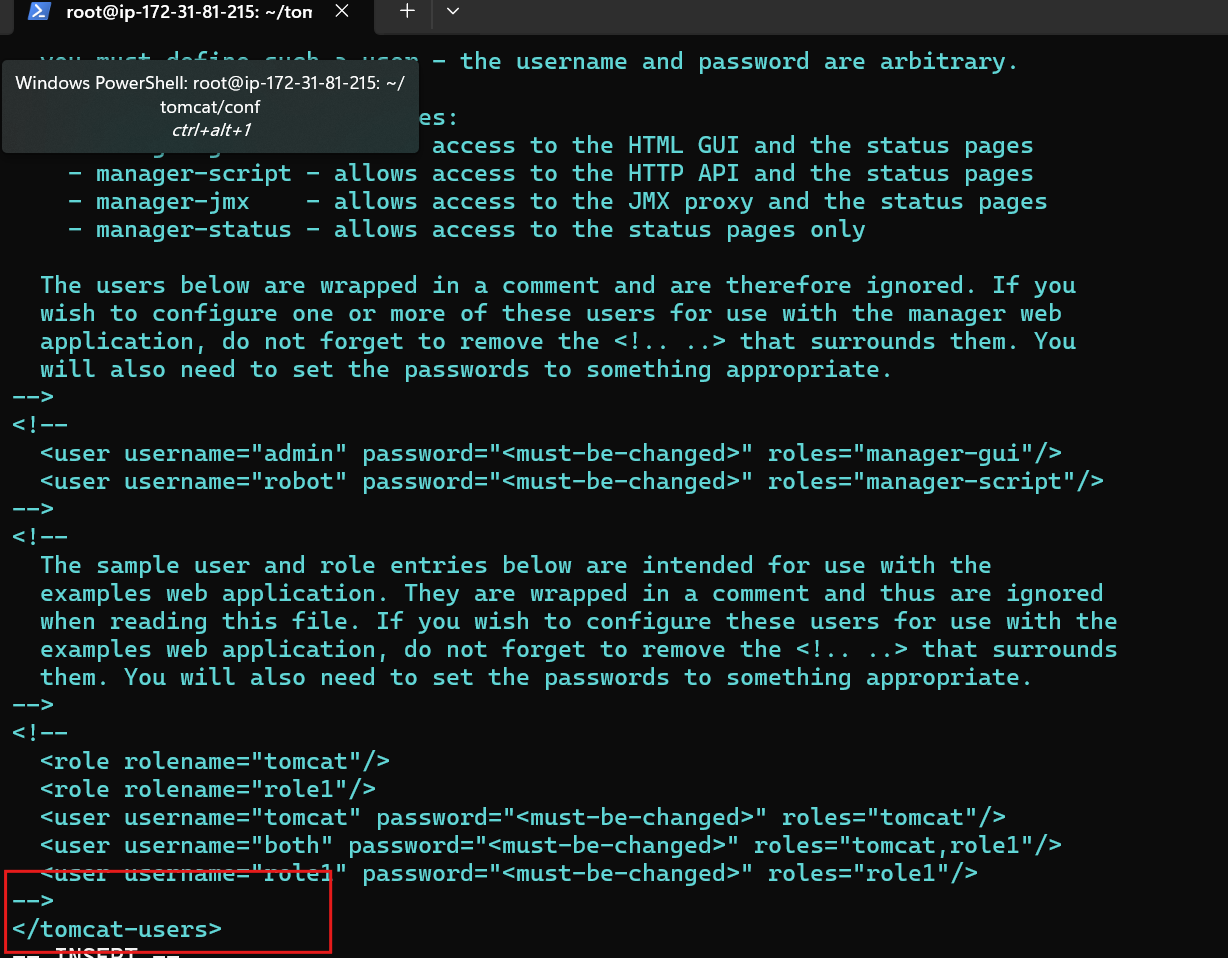 root@ip-172-31-81-215: ~/tom
you must define such a user - the username and password are arbitrary.
Windows PowerShell: root@ip-172-31-81-215: ~/
tomcat/conf
ctrl+alt+1
es:
access to the HTML GUI and the status pages
- manager-script - allows access to the HTTP API and the status pages
- manager-jmx    - allows access to the JMX proxy and the status pages
- manager-status - allows access to the status pages only
The users below are wrapped in a comment and are therefore ignored. If you
wish to configure one or more of these users for use with the manager web
application, do not forget to remove the <!.. ..> that surrounds them. You
will also need to set the passwords to something appropriate.
-->
<!--
<user username="admin" password="<must-be-changed>" roles="manager-gui"/>
<user username="robot" password="<must-be-changed>" roles="manager-script"/>
-->
<!--
The sample user and role entries below are intended for use with the
examples web application. They are wrapped in a comment and thus are ignored
when reading this file. If you wish to configure these users for use with the
examples web application, do not forget to remove the <!.. ..> that surrounds
them. You will also need to set the passwords to something appropriate.
-->
<!--
<role rolename="tomcat"/>
<role rolename="role1"/>
<user username="tomcat" password="<must-be-changed>" roles="tomcat"/>
<user username="both" password="<must-be-changed>" roles="tomcat,role1"/>
<user username="role1" password="<must-be-changed>" roles="role1"/>
-->
</tomcat-users>
-- INSERT --